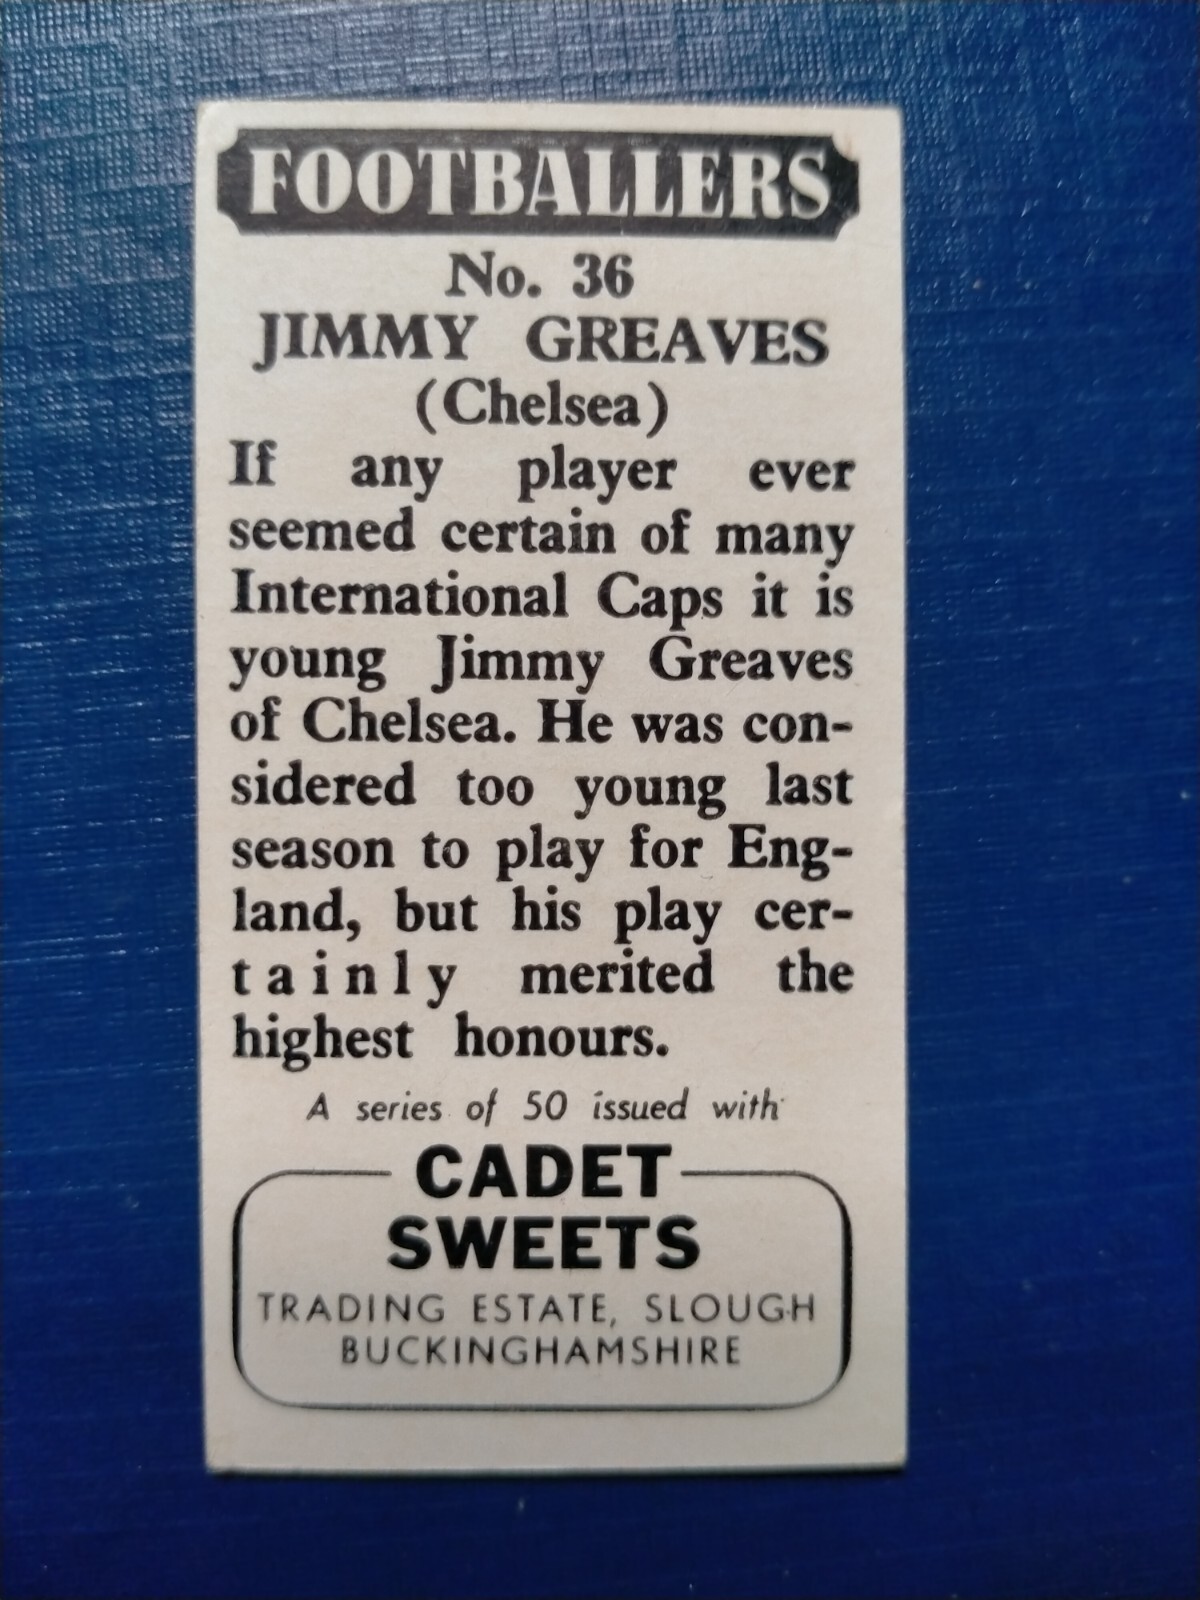 FOOTBALLERS
No. 36
JIMMY GREAVES
(Chelsea)
If any player ever
seemed certain of many
International Caps it is
young Jimmy Greaves
of Chelsea. He was con-
sidered too young last
season to play for Eng-
land, but his play cer-
tainly merited the
highest honours.
A series of 50 issued with
CADET
SWEETS
TRADING ESTATE, SLOUGH
BUCKINGHAMSHIRE